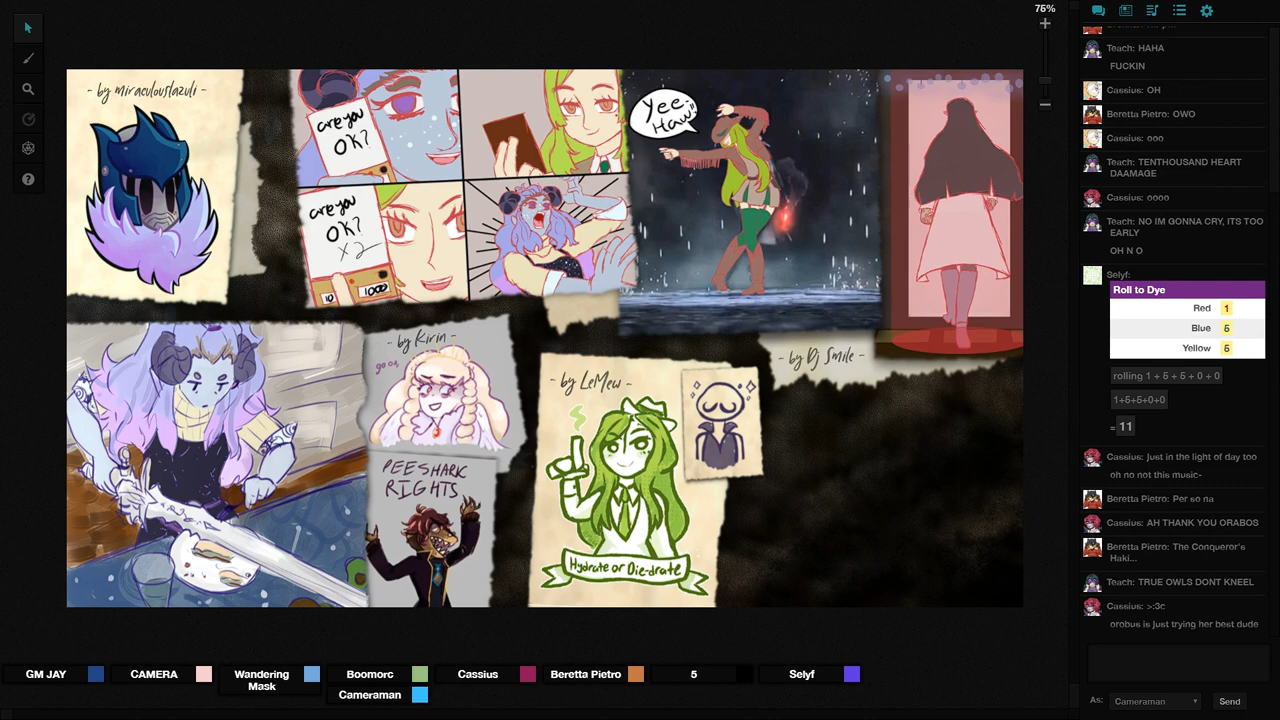 75%
- by miraculouslazuli -
are you
OK?
are you
OK?
x2
10
1000
Yee
Haw!
- by Kirin -
go on,
PEESHARK
RIGHTS
- by LeMew -
Hydrate or Die-drate
- by Dj Smile -
Teach: HAHA
FUCKIN
Cassius: OH
Beretta Pietro: OWO
Cassius: ooo
Teach: TENTHOUSAND HEART
DAAMAGE
Cassius: oooo
Teach: NO IM GONNA CRY, ITS TOO
EARLY
OH N O
Selyf:
Roll to Dye
Red 1
Blue 5
Yellow 5
rolling 1 + 5 + 5 + 0 + 0
1+5+5+0+0
= 11
Cassius: Just in the light of day too
oh no not this music-
Beretta Pietro: Per so na
Cassius: AH THANK YOU ORABOS
Beretta Pietro: The Conqueror's
Haki...
Teach: TRUE OWLS DONT KNEEL
Cassius: >:3c
orobus is just trying her best dude
As: Cameraman Send
GM JAY
CAMERA
Wandering
Mask
Boomorc
Cassius
Beretta Pietro
5
Selyf
Cameraman